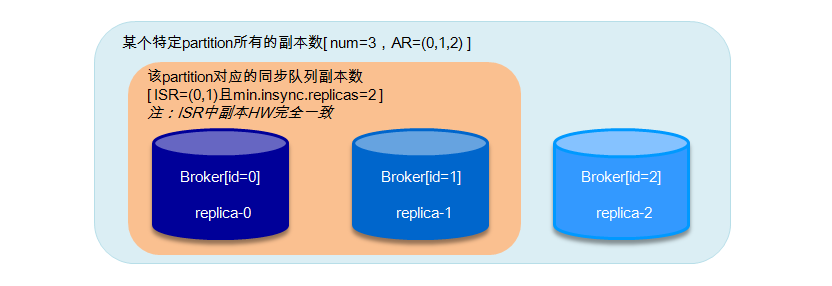 某个特定partition所有的副本数[ num=3，AR=(0,1,2) ]
该partition对应的同步队列副本数
[ ISR=(0,1)且min.insync.replicas=2 ]
注：ISR中副本HW完全一致
Broker[id=0]
replica-0
Broker[id=1]
replica-1
Broker[id=2]
replica-2